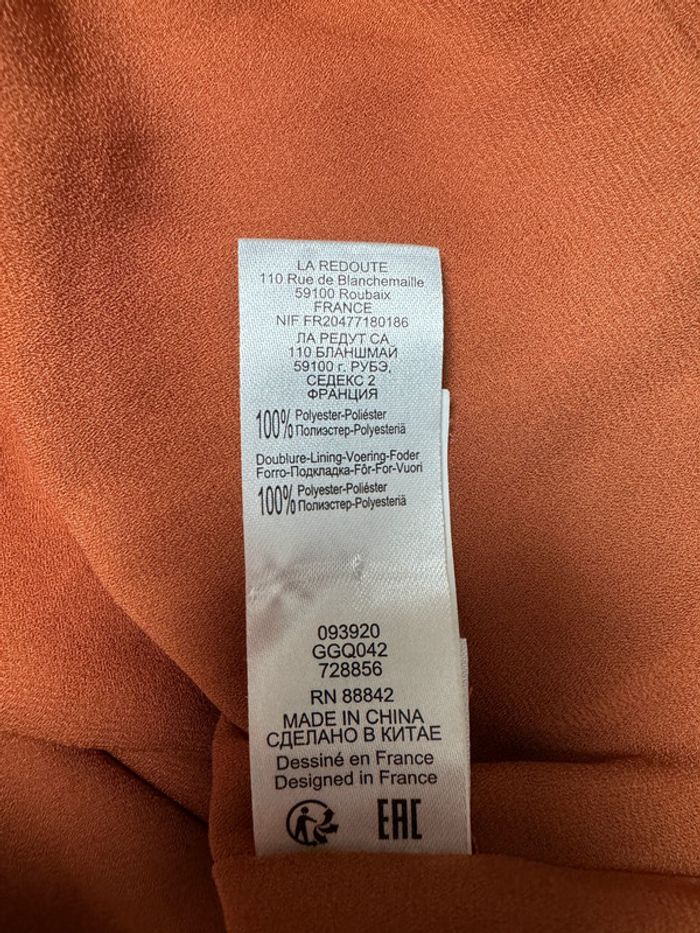 LA REDOUTE
110 Rue de Blanchemaille
59100 Roubaix
FRANCE
NIF FR20477180186
ЛА РЕДУТ СА
110 БЛАНШМАЙ
59100 г. РУБЭ,
СЕДЕКС 2
ФРАНЦИЯ
100% Polyester-Poliéster
Полиэстер-Polyesteriä
Doublure-Lining-Voering-Foder
Forro-Подкладка-Fôr-For-Vuori
100% Polyester-Poliéster
Полиэстер-Polyesteriä
093920
GGQ042
728856
RN 88842
MADE IN CHINA
СДЕЛАНО В КИТАЕ
Dessiné en France
Designed in France
EAC